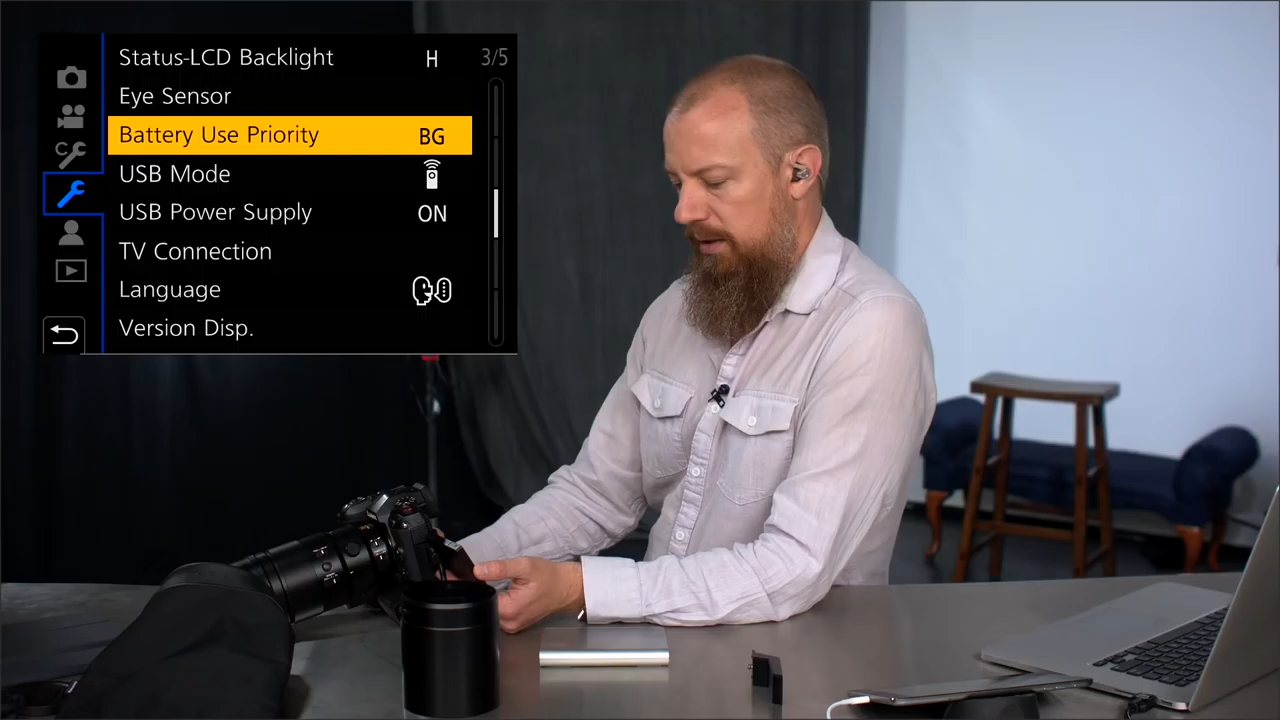 Status-LCD Backlight H 3/5
Eye Sensor
Battery Use Priority BG
USB Mode
USB Power Supply ON
TV Connection
Language
Version Disp.